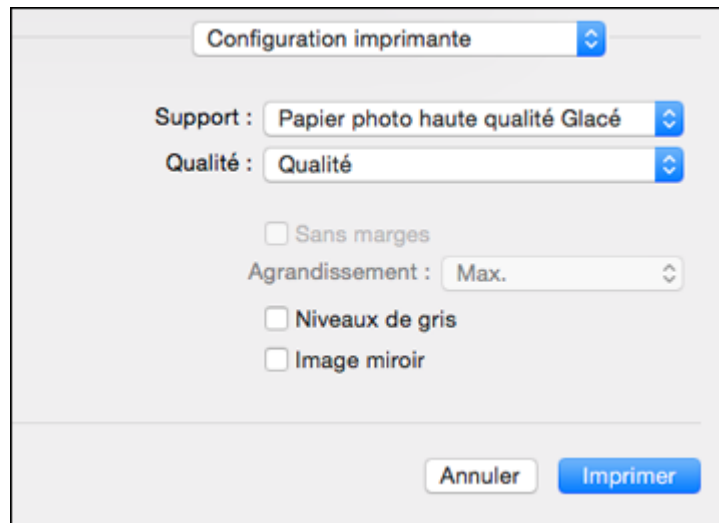 Configuration imprimante
Support : Papier photo haute qualité Glacé
Qualité : Qualité
Sans marges
Agrandissement : Max.
Niveaux de gris
Image miroir
Annuler Imprimer